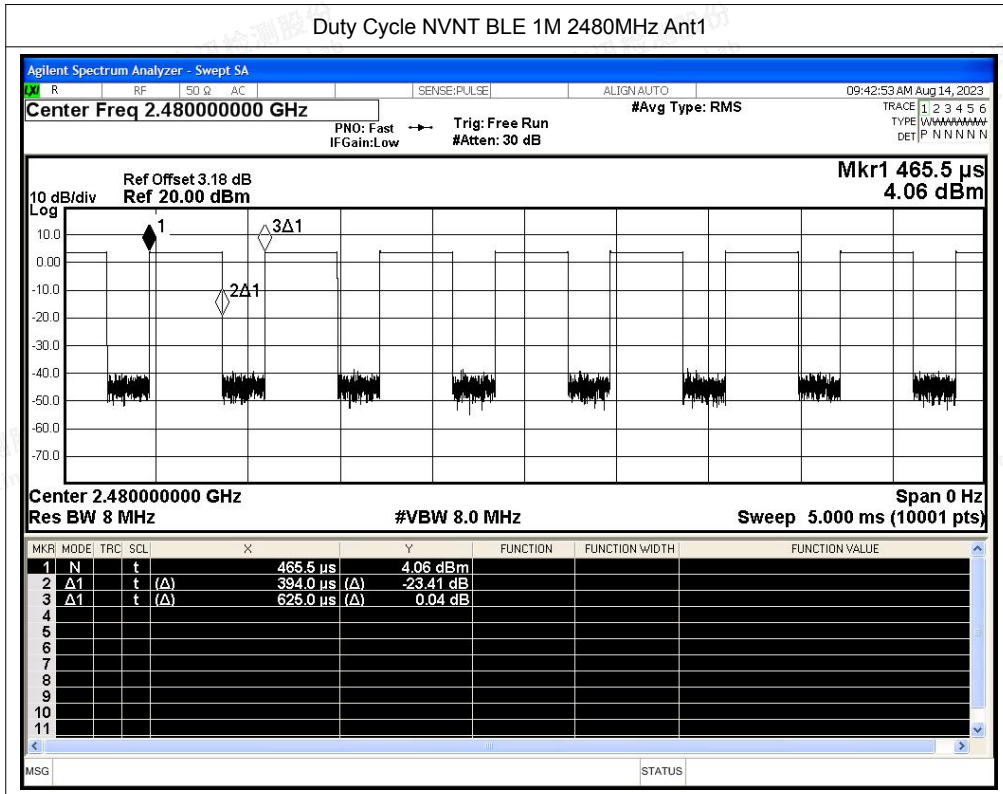 Duty Cycle NVNT BLE 1M 2480MHz Ant1
Agilent Spectrum Analyzer - Swept SA
LXI R RF 50 Ω AC SENSE:PULSE ALIGN AUTO 09:42:53 AM Aug 14, 2023
Center Freq 2.480000000 GHz #Avg Type: RMS TRACE 1 2 3 4 5 6
PNO: Fast Trig: Free Run TYPE WWWWWW
IFGain:Low #Atten: 30 dB DET P N N N N N
Mkr1 465.5 µs
Ref Offset 3.18 dB
10 dB/div Ref 20.00 dBm 4.06 dBm
Log
1 3Δ1
10.0
0.00
2Δ1
-10.0
-20.0
-30.0
-40.0
-50.0
-60.0
-70.0
Center 2.480000000 GHz Span 0 Hz
Res BW 8 MHz #VBW 8.0 MHz Sweep 5.000 ms (10001 pts)
MKR MODE TRC SCL X Y FUNCTION FUNCTION WIDTH FUNCTION VALUE
1 N t 465.5 µs 4.06 dBm
2 Δ1 t (Δ) 394.0 µs (Δ) -23.41 dB
3 Δ1 t (Δ) 625.0 µs (Δ) 0.04 dB
4
5
6
7
8
9
10
11
MSG STATUS